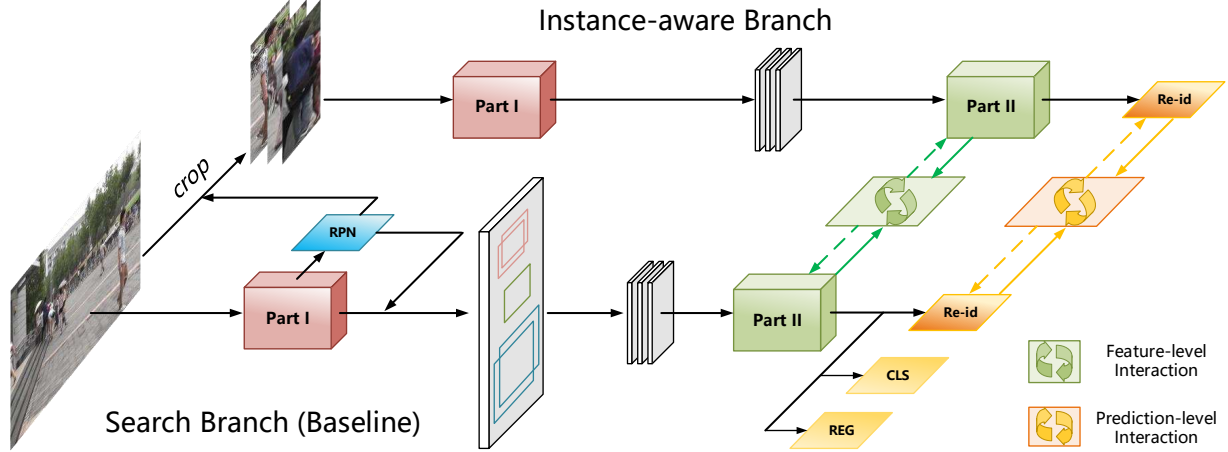 Instance-aware Branch
Part I
Part II
Re-id
crop
RPN
Part I
Part II
Re-id
CLS
REG
Feature-level
Interaction
Prediction-level
Interaction
Search Branch (Baseline)